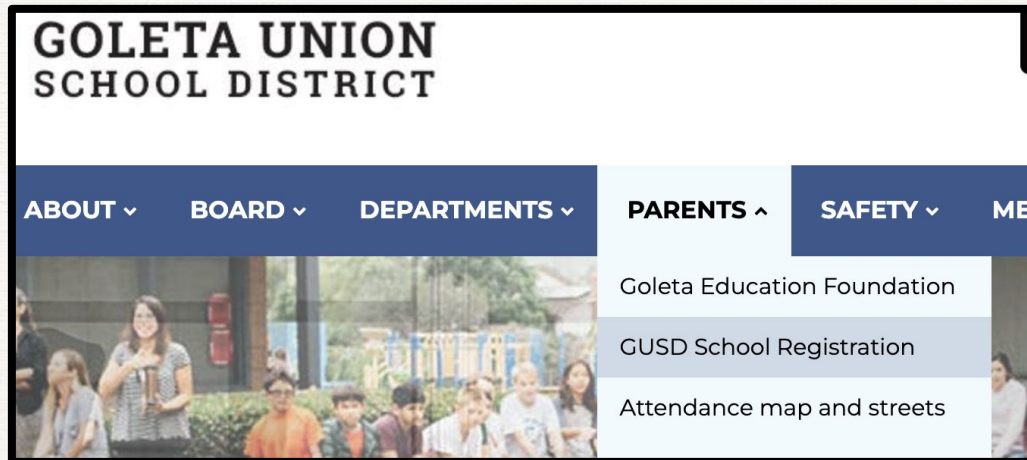 GOLETA UNION
SCHOOL DISTRICT
ABOUT BOARD DEPARTMENTS PARENTS SAFETY
Goleta Education Foundation
GUSD School Registration
Attendance map and streets